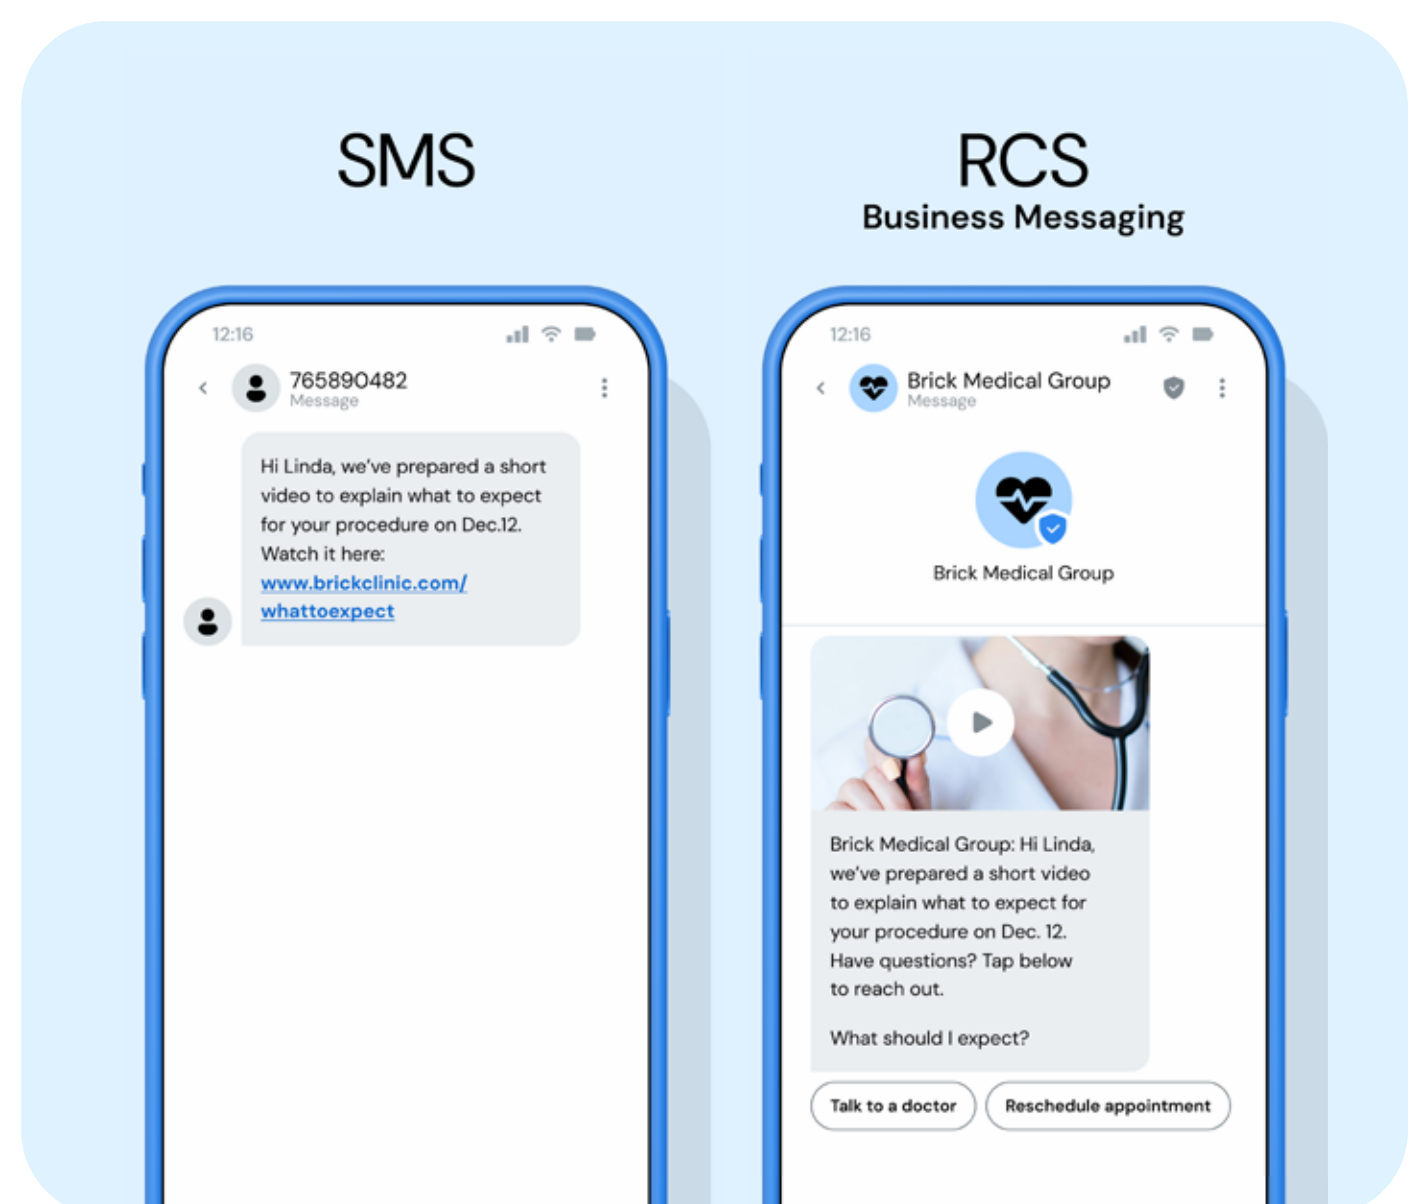 SMS
12:16
765890482
Message
Hi Linda, we've prepared a short
video to explain what to expect
for your procedure on Dec.12.
Watch it here:
www.brickclinic.com/
whattoexpect
RCS
Business Messaging
12:16
Brick Medical Group
Message
Brick Medical Group
Brick Medical Group: Hi Linda,
we've prepared a short video
to explain what to expect for
your procedure on Dec. 12.
Have questions? Tap below
to reach out.
What should I expect?
Talk to a doctor
Reschedule appointment